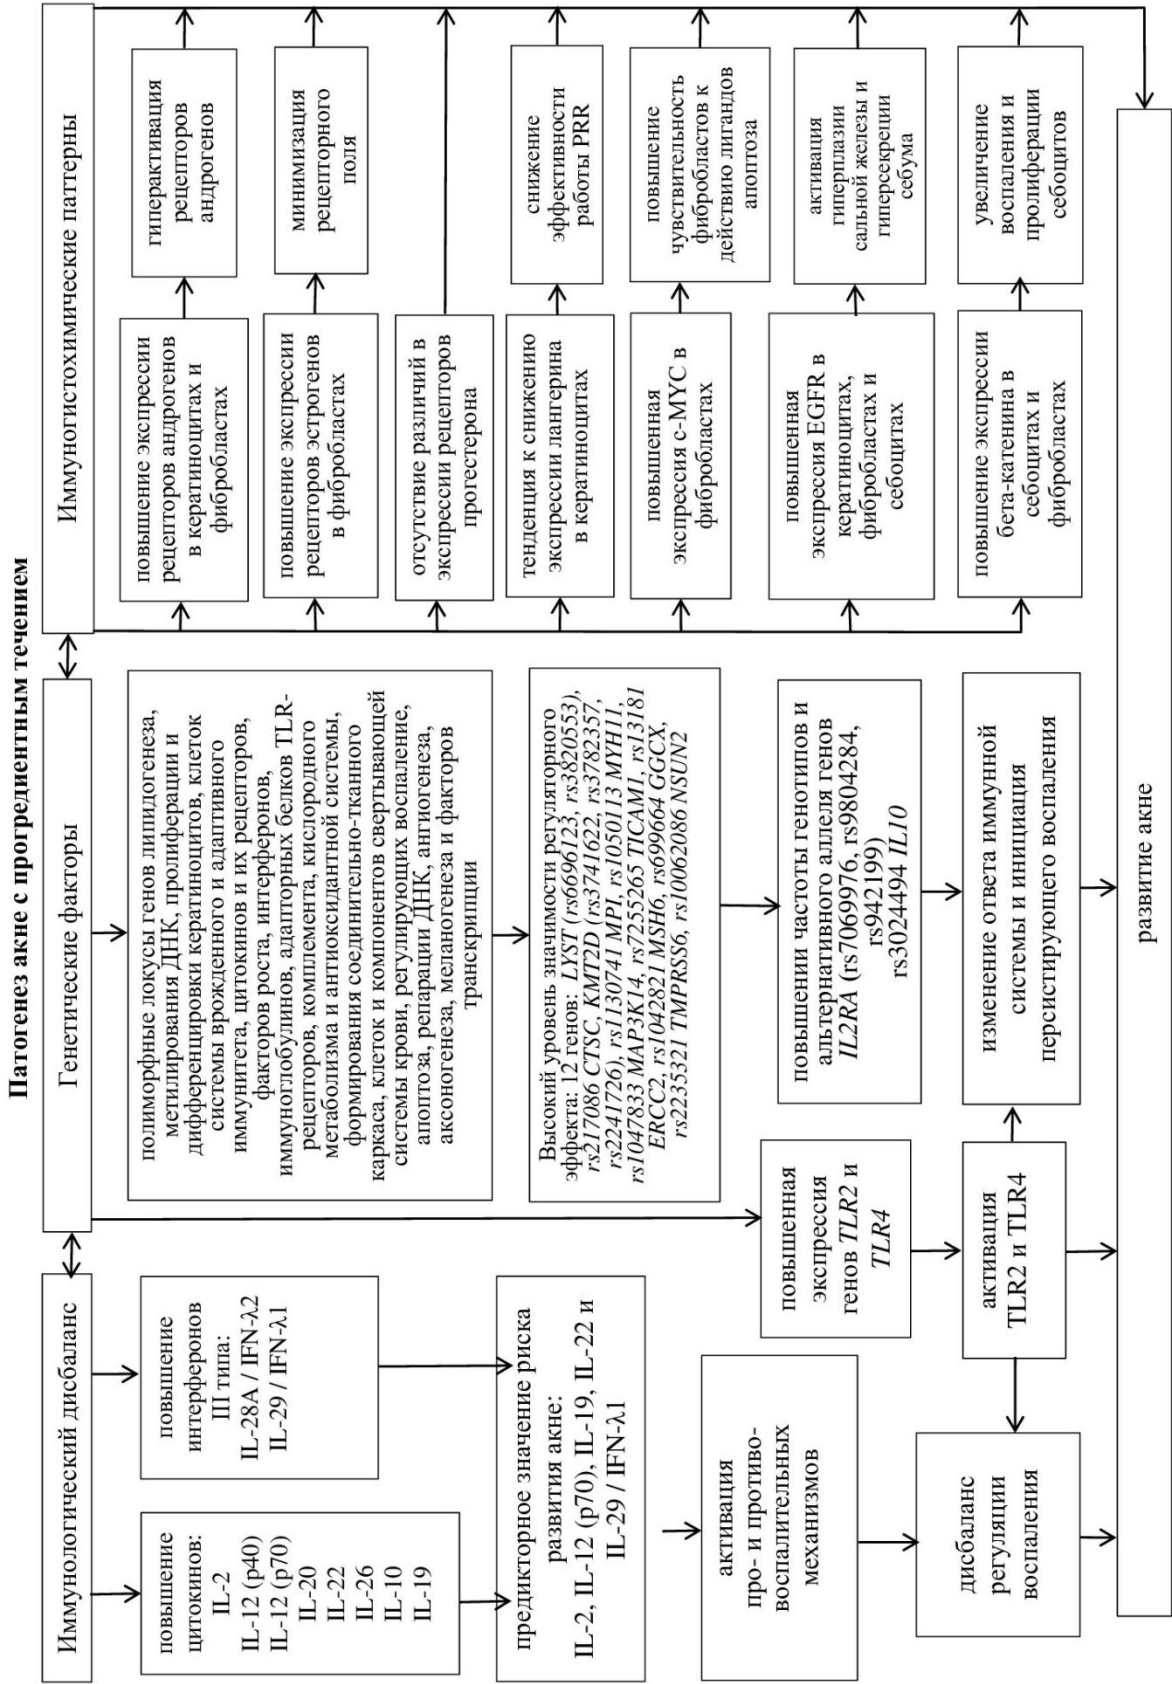 Патогенез акне с прогредиентным течением
Иммунологический дисбаланс
Генетические факторы
Иммуногистохимические паттерны
повышение
цитокинов:
IL-2
IL-12 (p40)
IL-12 (p70)
IL-20
IL-22
IL-26
IL-10
IL-19
повышение
интерферонов
III типа:
IL-28A / IFN-λ2
IL-29 / IFN-λ1
предикторное значение риска
развития акне:
IL-2, IL-12 (p70), IL-19, IL-22 и
IL-29 / IFN-λ1
активация
про- и противо-
воспалительных
механизмов
дисбаланс
регуляции
воспаления
полиморфные локусы генов липидогенеза,
метилирования ДНК, пролиферации и
дифференцировки кератиноцитов, клеток
системы врожденного и адаптивного
иммунитета, цитокинов и их рецепторов,
факторов роста, интерферонов,
иммуноглобулинов, адапторных белков TLR-
рецепторов, комплемента, кислородного
метаболизма и антиоксидантной системы,
формирования соединительно-тканного
каркаса, клеток и компонентов свертывающей
системы крови, регулирующих воспаление,
апоптоза, репарации ДНК, ангиогенеза,
аксоногенеза, меланогенеза и факторов
транскрипции
Высокий уровень значимости регуляторного
эффекта: 12 генов: LYST (rs6696123, rs3820553),
rs217086 CTSC, KMT2D (rs3741622, rs3782357,
rs2241726), rs1130741 MPI, rs1050113 MYH11,
rs1047833 MAP3K14, rs7255265 TICAM1, rs13181
ERCC2, rs1042821 MSH6, rs699664 GGCX,
rs2235321 TMPRSS6, rs10062086 NSUN2
повышенная
экспрессия
генов TLR2 и
TLR4
активация
TLR2 и TLR4
повышении частоты генотипов и
альтернативного аллеля генов
IL2RA (rs7069976, rs9804284,
rs942199)
rs3024494 IL10
изменение ответа иммунной
системы и инициация
персистирующего воспаления
повышение экспрессии
рецепторов андрогенов
в кератиноцитах и
фибробластах
гиперактивация
рецепторов
андрогенов
повышение экспрессии
рецепторов эстрогенов
в фибробластах
минимизация
рецепторного
поля
отсутствие различий в
экспрессии рецепторов
прогестерона
тенденция к снижению
экспрессии лангерина
в кератиноцитах
снижение
эффективности
работы PRR
повышенная
экспрессия c-MYC в
фибробластах
повышение
чувствительность
фибробластов к
действию лигандов
апоптоза
повышенная
экспрессия EGFR в
кератиноцитах,
фибробластах и
себоцитах
активация
гиперплазии
сальной железы и
гиперсекреции
себума
повышение экспрессии
бета-катенина в
себоцитах и
фибробластах
увеличение
воспаления и
пролиферации
себоцитов
развитие акне